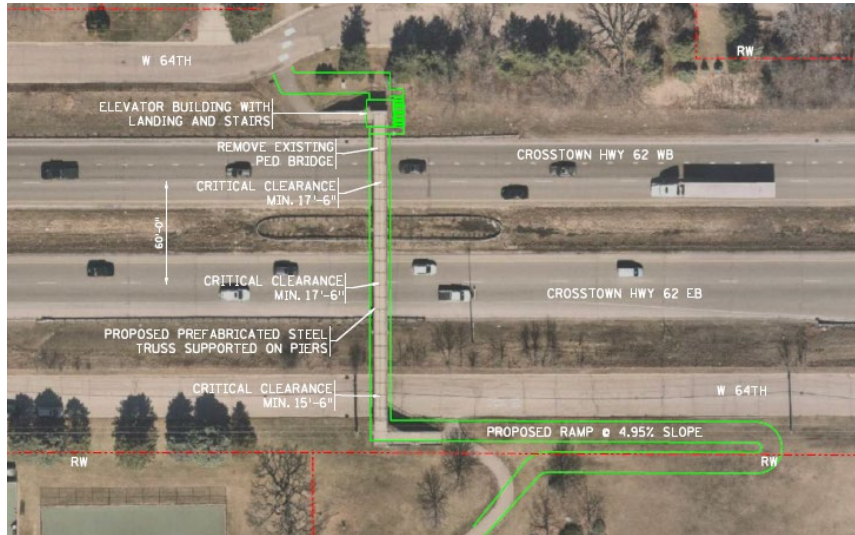 W 64TH
RW
ELEVATOR BUILDING WITH
LANDING AND STAIRS
REMOVE EXISTING
PED BRIDGE
CROSSTOWN HWY 62 WB
CRITICAL CLEARANCE
MIN. 17'-6"
60'-0"
CRITICAL CLEARANCE
MIN. 17'-6"
CROSSTOWN HWY 62 EB
PROPOSED PREFABRICATED STEEL
TRUSS SUPPORTED ON PIERS
CRITICAL CLEARANCE
MIN. 15'-6"
W 64TH
PROPOSED RAMP @ 4.95% SLOPE
RW
RW